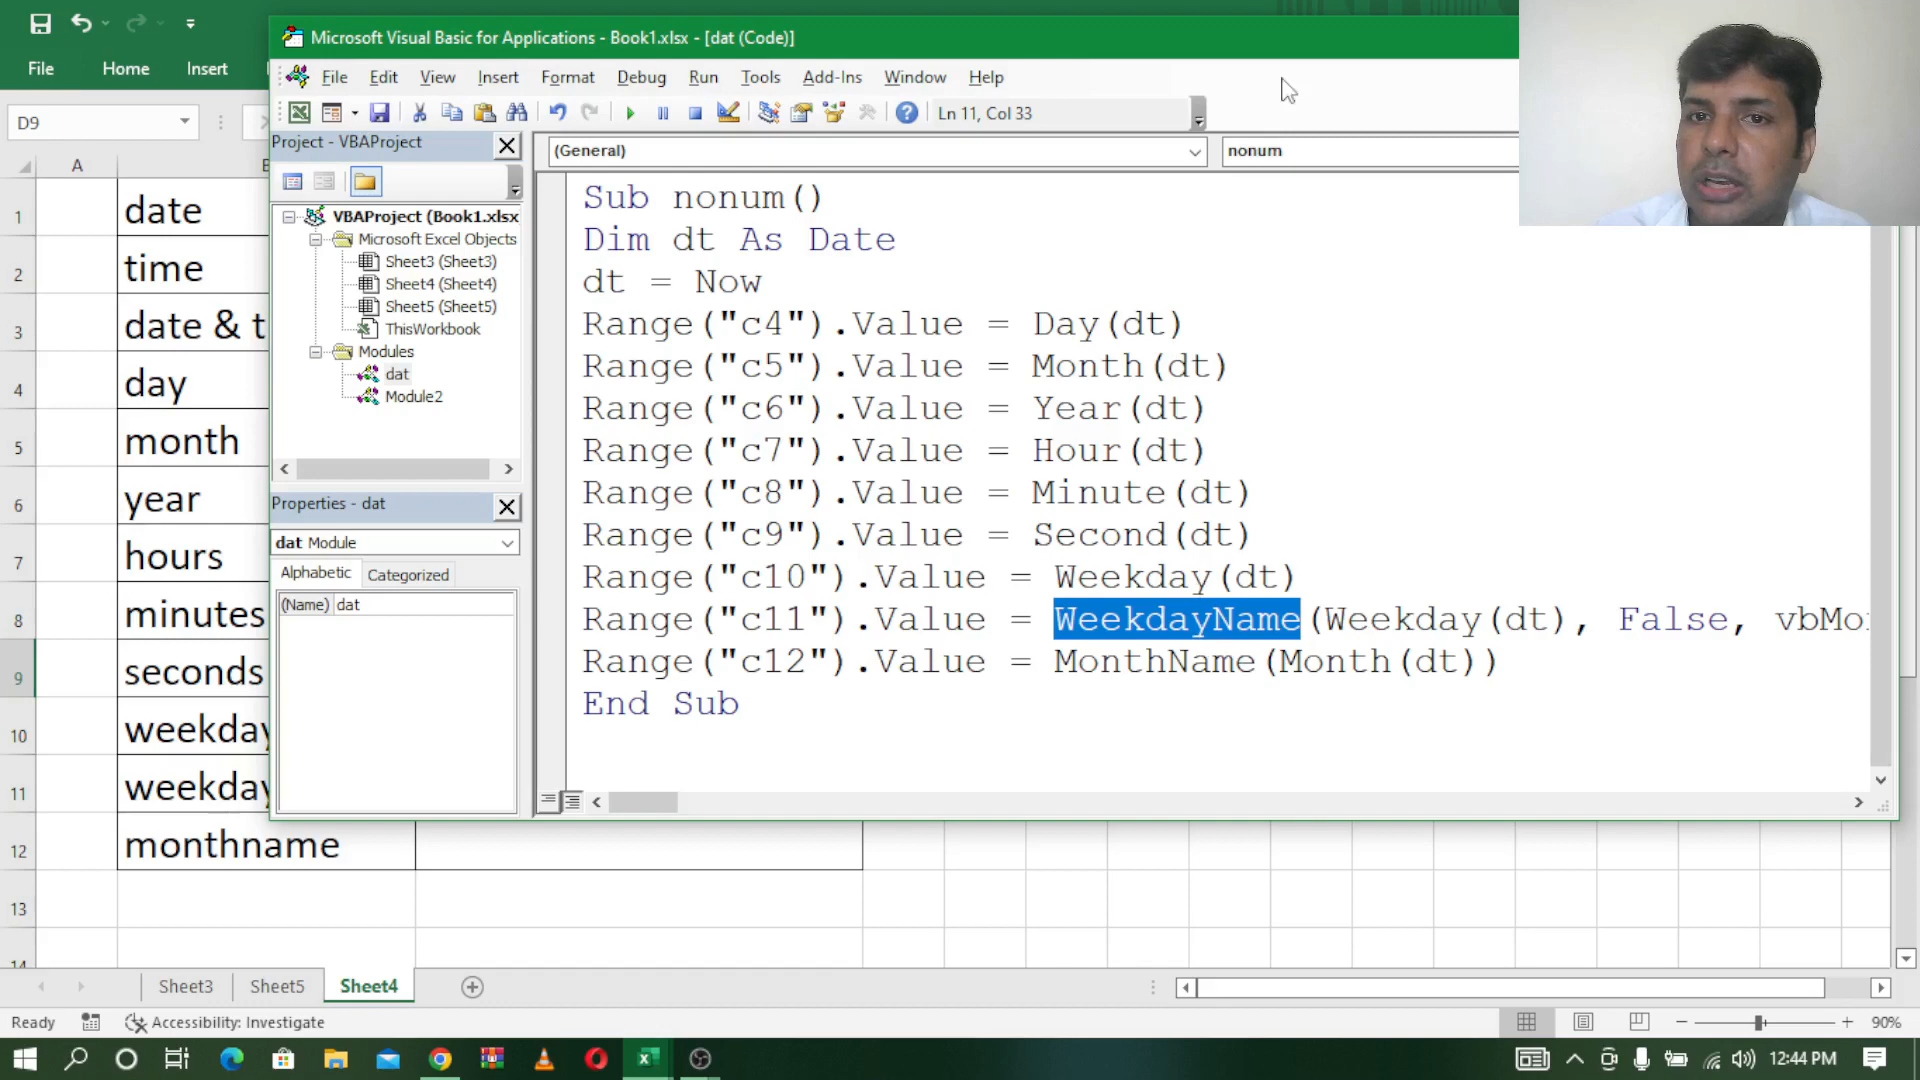 File
Home
Insert
Microsoft Visual Basic for Applications - Book1.xlsx - [dat (Code)]
File Edit View Insert Format Debug Run Tools Add-Ins Window Help
Ln 11, Col 33
D9
Project - VBAProject
(General)
nonum
VBAProject (Book1.xlsx
Microsoft Excel Objects
Sheet3 (Sheet3)
Sheet4 (Sheet4)
Sheet5 (Sheet5)
ThisWorkbook
Modules
dat
Module2
Properties - dat
dat Module
Alphabetic Categorized
(Name) dat
Sub nonum()
Dim dt As Date
dt = Now
Range("c4").Value = Day(dt)
Range("c5").Value = Month(dt)
Range("c6").Value = Year(dt)
Range("c7").Value = Hour(dt)
Range("c8").Value = Minute(dt)
Range("c9").Value = Second(dt)
Range("c10").Value = Weekday(dt)
Range("c11").Value = WeekdayName(Weekday(dt), False, vbMo
Range("c12").Value = MonthName(Month(dt))
End Sub
A
1 date
2 time
3 date & t
4 day
5 month
6 year
7 hours
8 minutes
9 seconds
10 weekday
11 weekday
12 monthname
13
14
Sheet3 Sheet5 Sheet4
Ready
Accessibility: Investigate
90%
12:44 PM